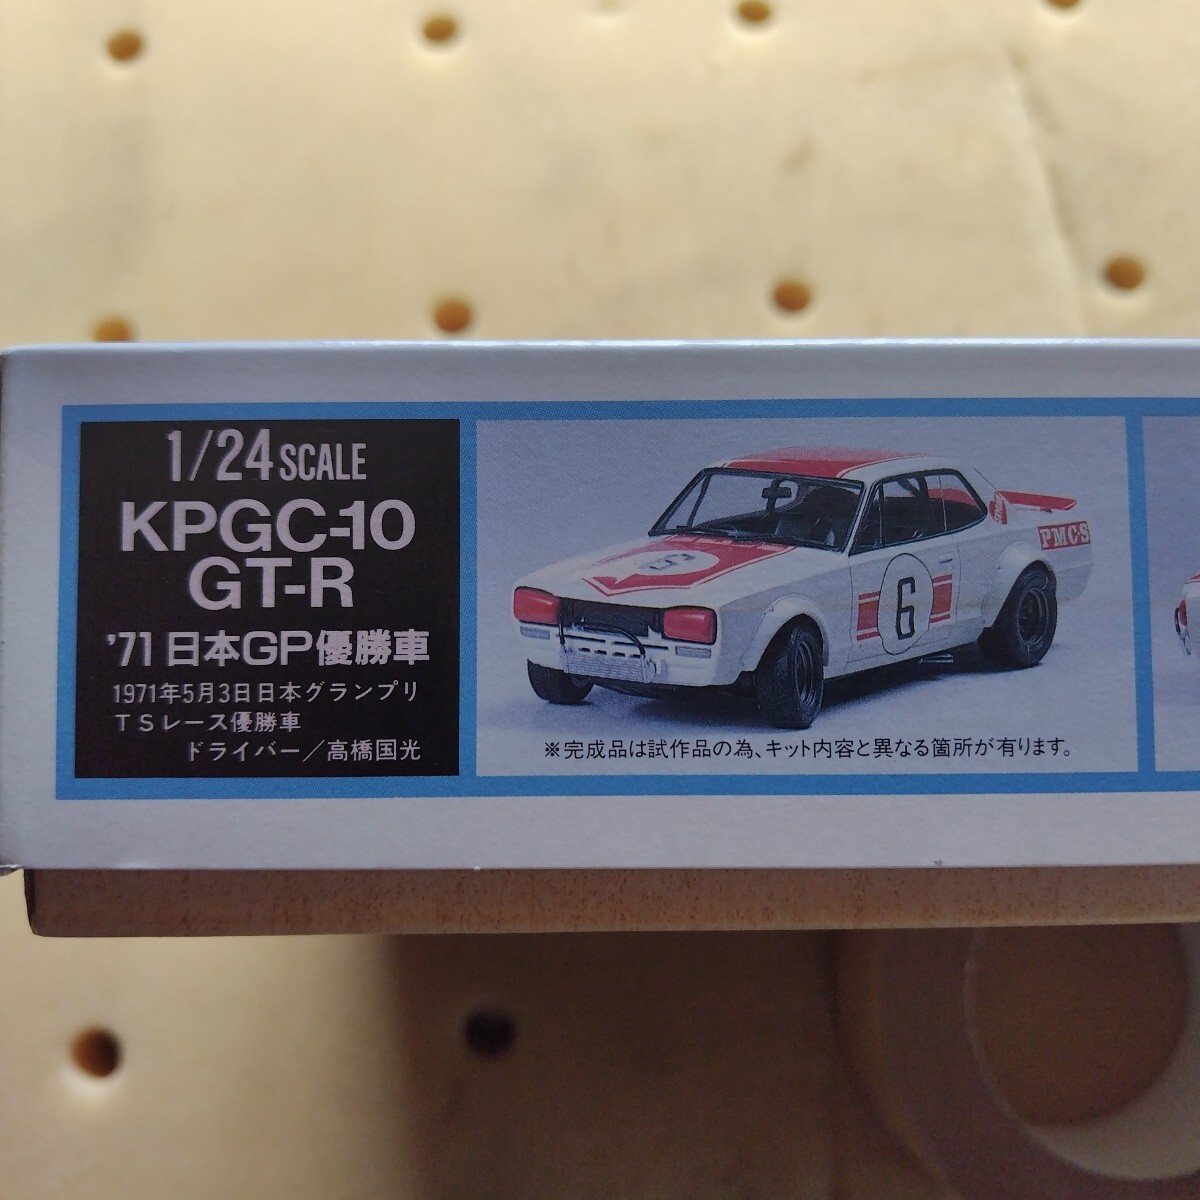 1/24 SCALE
KPGC-10
GT-R
'71 日本GP優勝車
1971年5月3日日本グランプリ
TSレース優勝車
ドライバー／高橋国光
6
6
PMC·S
※完成品は試作品の為、キット内容と異なる箇所が有ります。